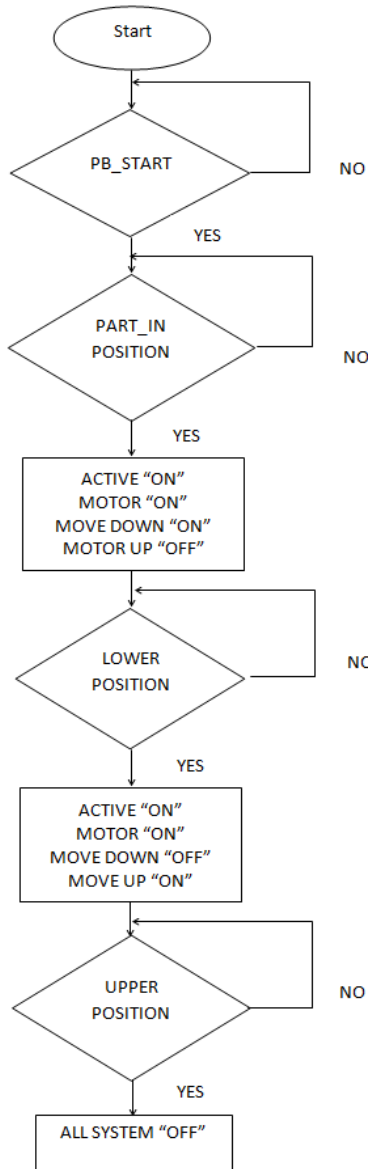 Start
PB_START
NO
YES
PART_IN
POSITION
NO
YES
ACTIVE “ON”
MOTOR “ON”
MOVE DOWN “ON”
MOTOR UP “OFF”
LOWER
POSITION
NO
YES
ACTIVE “ON”
MOTOR “ON”
MOVE DOWN “OFF”
MOVE UP “ON”
UPPER
POSITION
NO
YES
ALL SYSTEM “OFF”